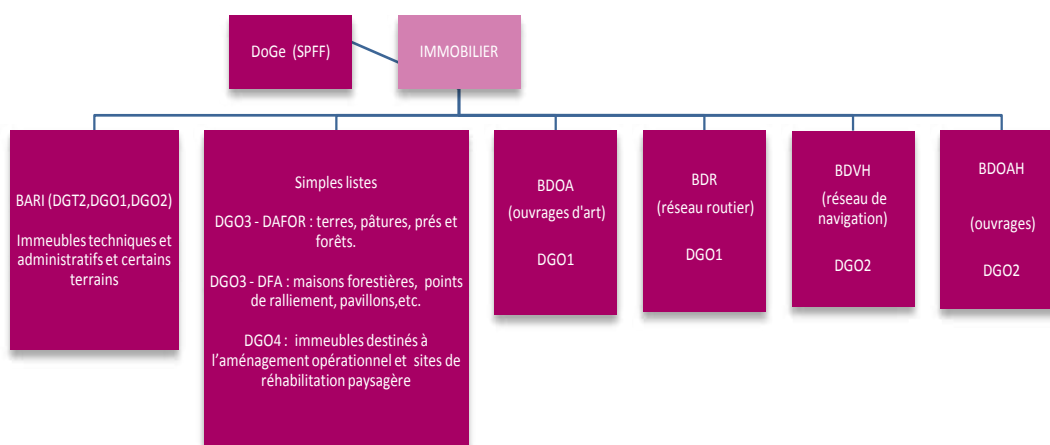 DoGe (SPFF)
IMMOBILIER
BARI (DGT2,DGO1,DGO2)
Immeubles techniques et
administratifs et certains
terrains
Simples listes
DGO3 - DAFOR : terres, pâtures, prés et
forêts.
DGO3 - DFA : maisons forestières, points
de ralliement, pavillons,etc.
DGO4 : immeubles destinés à
l’aménagement opérationnel et sites de
réhabilitation paysagère
BDOA
(ouvrages d'art)
DGO1
BDR
(réseau routier)
DGO1
BDVH
(réseau de
navigation)
DGO2
BDOAH
(ouvrages)
DGO2